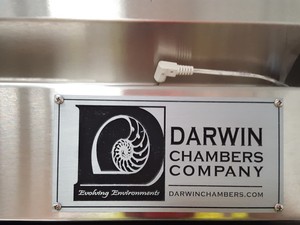 DARWIN
CHAMBERS
COMPANY
Evolving Environments
DARWINCHAMBERS.COM